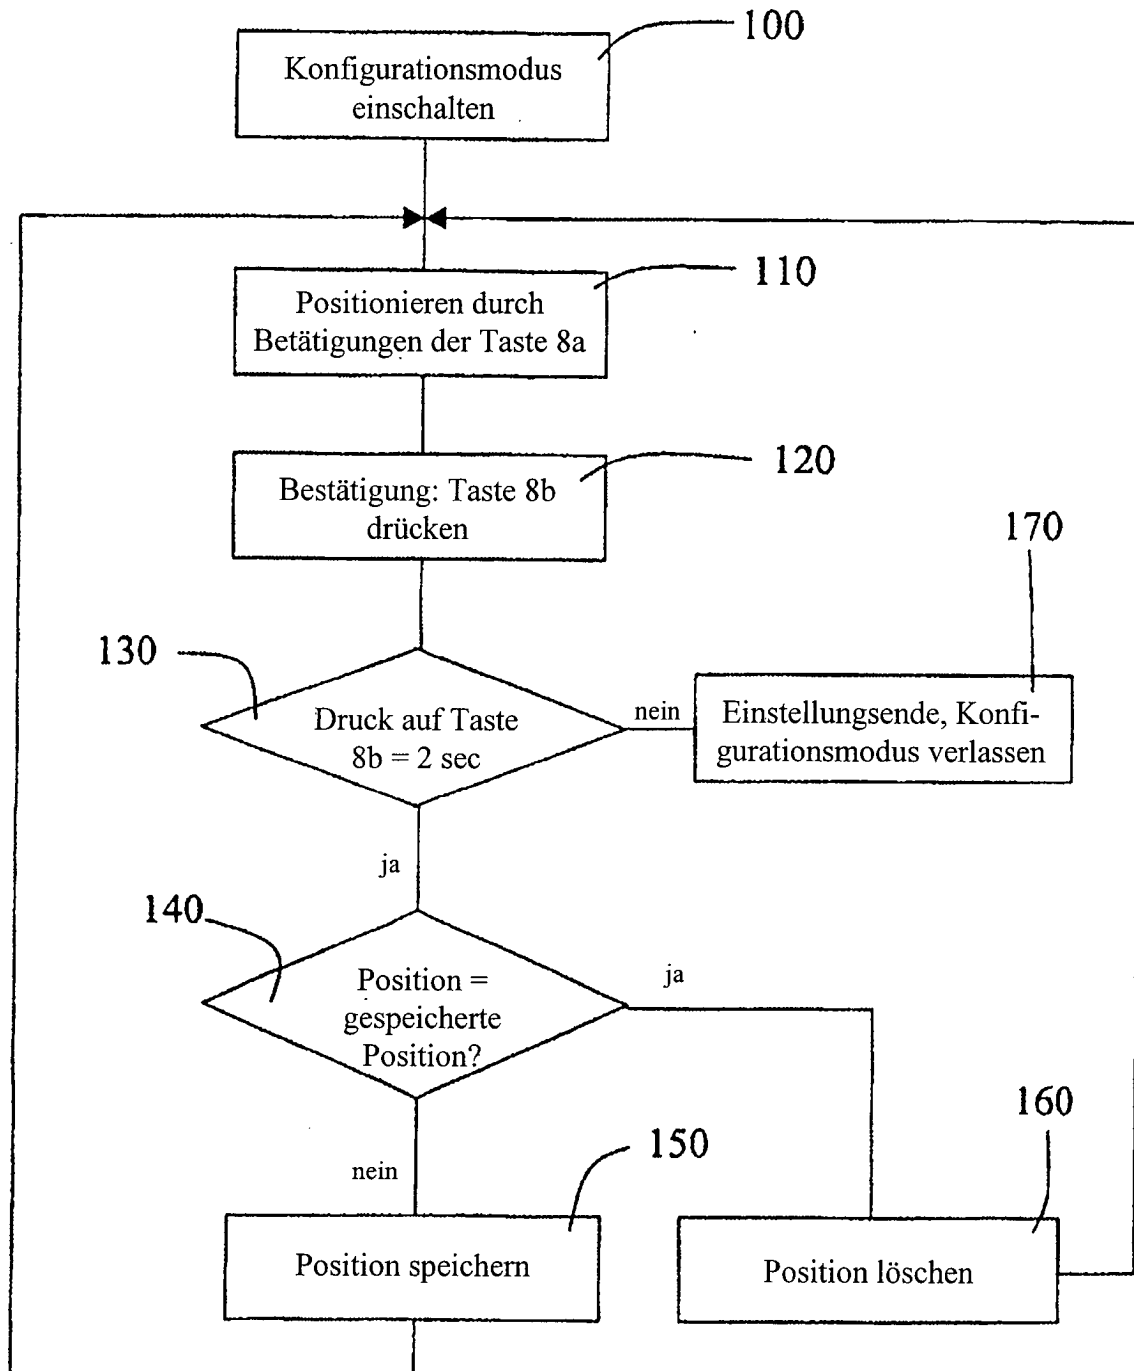 100
Konfigurationsmodus
einschalten
110
Positionieren durch
Betätigungen der Taste 8a
120
Bestätigung: Taste 8b
drücken
170
130
Druck auf Taste
8b = 2 sec
nein
Einstellungsende, Konfi-
gurationsmodus verlassen
ja
140
Position =
gespeicherte
Position?
ja
160
150
nein
Position speichern
Position löschen